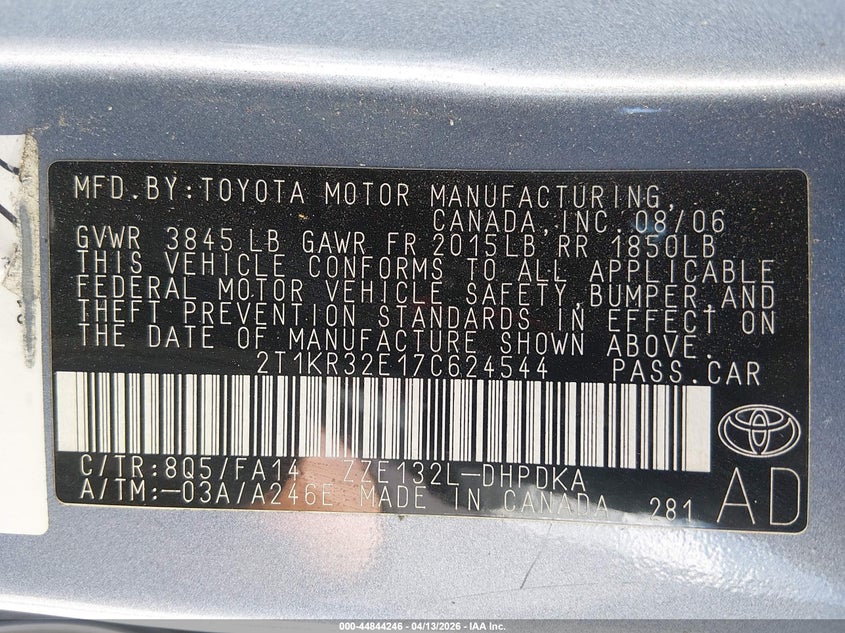 MFD.BY:TOYOTA MOTOR MANUFACTURING,
CANADA,INC. 08/06
GVWR 3845LB GAWR FR 2015LB RR 1850LB
THIS VEHICLE CONFORMS TO ALL APPLICABLE
FEDERAL MOTOR VEHICLE SAFETY,BUMPER,AND
THEFT PREVENTION STANDARDS IN EFFECT ON
THE DATE OF MANUFACTURE SHOWN ABOVE.
2T1KR32E17C624544 PASS.CAR
C/TR:8Q5/FA14 ZZE132L-DHPDKA
A/TM:-03A/A246E MADE IN CANADA 281
AD
000-44844246 - 04/13/2026 - IAA Inc.